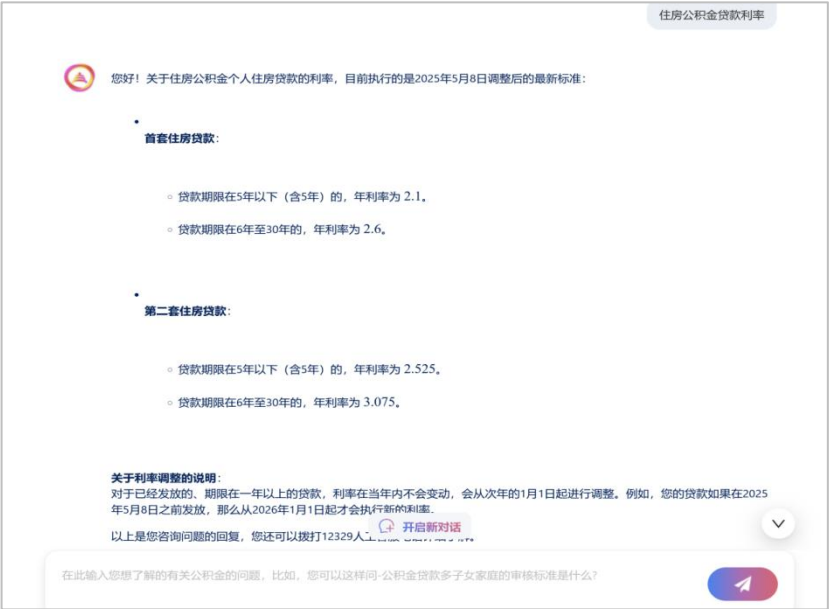 住房公积金贷款利率
您好！关于住房公积金个人住房贷款的利率，目前执行的是2025年5月8日调整后的最新标准：
首套住房贷款：
贷款期限在5年以下（含5年）的，年利率为 2.1。
贷款期限在6年至30年的，年利率为 2.6。
第二套住房贷款：
贷款期限在5年以下（含5年）的，年利率为 2.525。
贷款期限在6年至30年的，年利率为 3.075。
关于利率调整的说明：
对于已经发放的、期限在一年以上的贷款，利率在当年内不会变动，会从次年的1月1日起进行调整。例如，您的贷款如果在2025
年5月8日之前发放，那么从2026年1月1日起才会执行新的利率。
开启新对话
以上是您咨询问题的回复，您还可以拨打12329人工
在此输入您想了解的有关公积金的问题，比如，您可以这样问-公积金贷款多子女家庭的审核标准是什么?